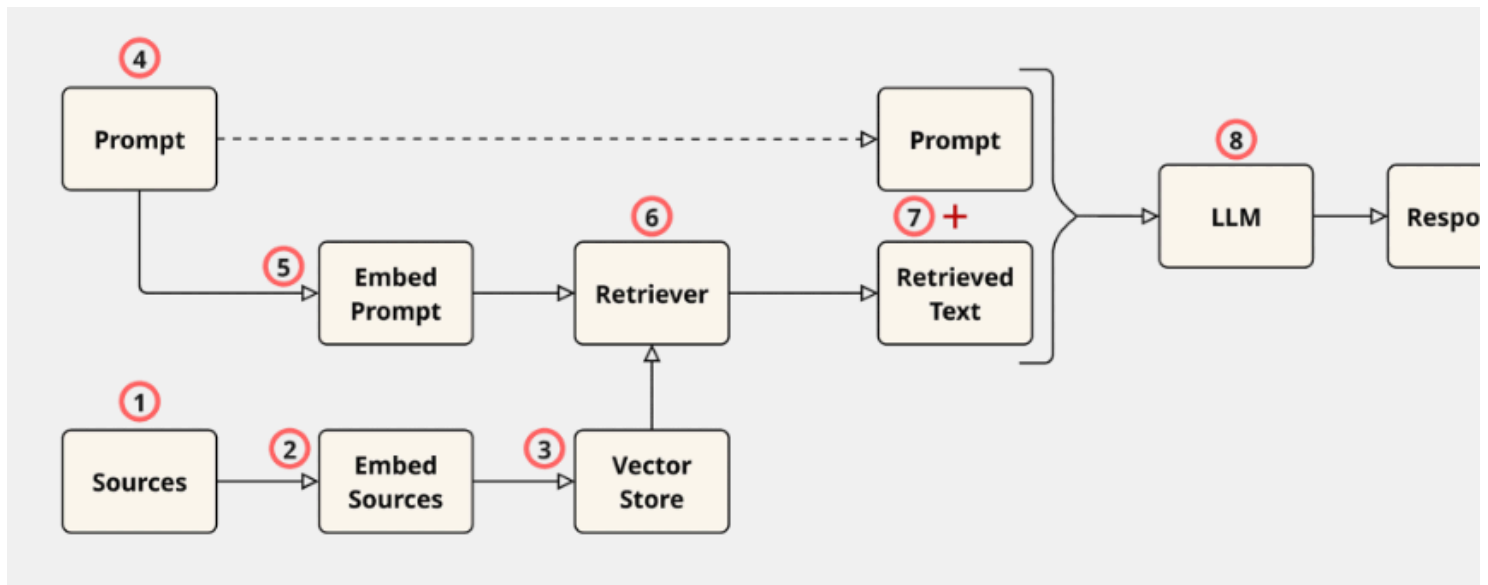 4
Prompt
Prompt
8
LLM
Respo
7 +
6
5
Embed
Prompt
Retriever
Retrieved
Text
1
Sources
2
Embed
Sources
3
Vector
Store